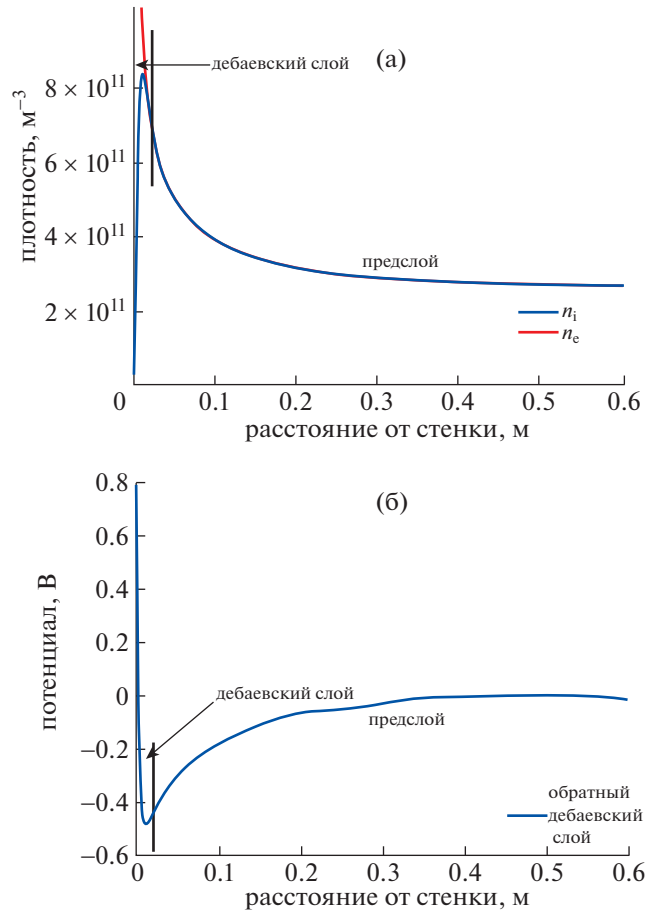 (а)
дебаевский слой
плотность, м⁻³
8 × 10¹¹
6 × 10¹¹
4 × 10¹¹
2 × 10¹¹
предслой
nᵢ
nₑ
0 0.1 0.2 0.3 0.4 0.5 0.6
расстояние от стенки, м
(б)
потенциал, В
0.8
0.6
0.4
0.2
0
−0.2
−0.4
−0.6
дебаевский слой
предслой
обратный
дебаевский
слой
0 0.1 0.2 0.3 0.4 0.5 0.6
расстояние от стенки, м